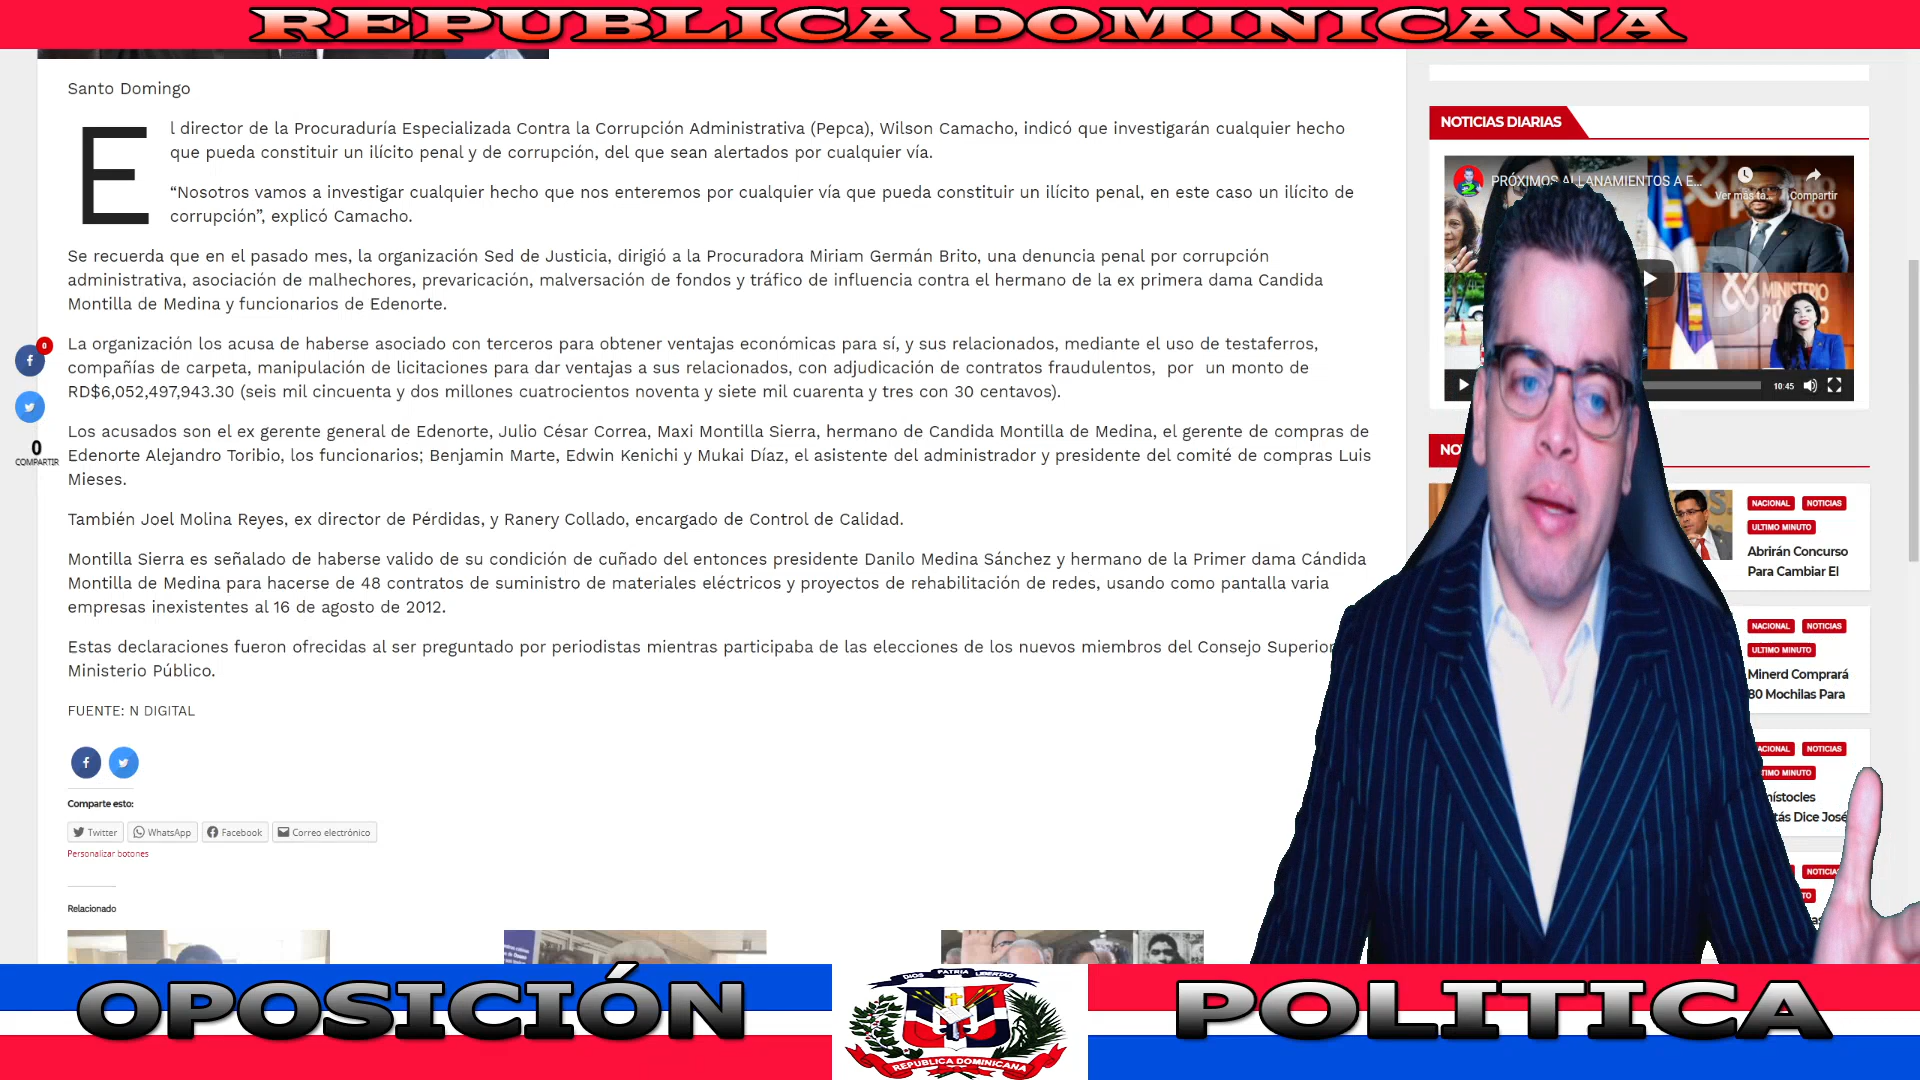 REPUBLICA DOMINICANA
Santo Domingo
El director de la Procuraduría Especializada Contra la Corrupción Administrativa (Pepca), Wilson Camacho, indicó que investigarán cualquier hecho
que pueda constituir un ilícito penal y de corrupción, del que sean alertados por cualquier vía.
“Nosotros vamos a investigar cualquier hecho que nos enteremos por cualquier vía que pueda constituir un ilícito penal, en este caso un ilícito de
corrupción”, explicó Camacho.
Se recuerda que en el pasado mes, la organización Sed de Justicia, dirigió a la Procuradora Miriam Germán Brito, una denuncia penal por corrupción
administrativa, asociación de malhechores, prevaricación, malversación de fondos y tráfico de influencia contra el hermano de la ex primera dama Candida
Montilla de Medina y funcionarios de Edenorte.
La organización los acusa de haberse asociado con terceros para obtener ventajas económicas para sí, y sus relacionados, mediante el uso de testaferros,
compañías de carpeta, manipulación de licitaciones para dar ventajas a sus relacionados, con adjudicación de contratos fraudulentos, por un monto de
RD$6,052,497,943.30 (seis mil cincuenta y dos millones cuatrocientos noventa y siete mil cuarenta y tres con 30 centavos).
Los acusados son el ex gerente general de Edenorte, Julio César Correa, Maxi Montilla Sierra, hermano de Candida Montilla de Medina, el gerente de compras de
Edenorte Alejandro Toribio, los funcionarios; Benjamin Marte, Edwin Kenichi y Mukai Díaz, el asistente del administrador y presidente del comité de compras Luis
Mieses.
También Joel Molina Reyes, ex director de Pérdidas, y Ranery Collado, encargado de Control de Calidad.
Montilla Sierra es señalado de haberse valido de su condición de cuñado del entonces presidente Danilo Medina Sánchez y hermano de la Primer dama Cándida
Montilla de Medina para hacerse de 48 contratos de suministro de materiales eléctricos y proyectos de rehabilitación de redes, usando como pantalla varia
empresas inexistentes al 16 de agosto de 2012.
Estas declaraciones fueron ofrecidas al ser preguntado por periodistas mientras participaba de las elecciones de los nuevos miembros del Consejo Superior
Ministerio Público.
FUENTE: N DIGITAL
0
0
COMPARTIR
Comparte esto:
Twitter
WhatsApp
Facebook
Correo electrónico
Personalizar botones
Relacionado
NOTICIAS DIARIAS
PRÓXIMOS ALLANAMIENTOS A E...
Ver más ta...
Compartir
MINISTERIO
10:45
NO
NACIONAL NOTICIAS
ULTIMO MINUTO
Abrirán Concurso
Para Cambiar El
NACIONAL NOTICIAS
ULTIMO MINUTO
Minerd Comprará
80 Mochilas Para
NOTICIAS
Dice José
OPOSICIÓN
DIOS PATRIA LIBERTAD
REPUBLICA DOMINICANA
POLITICA